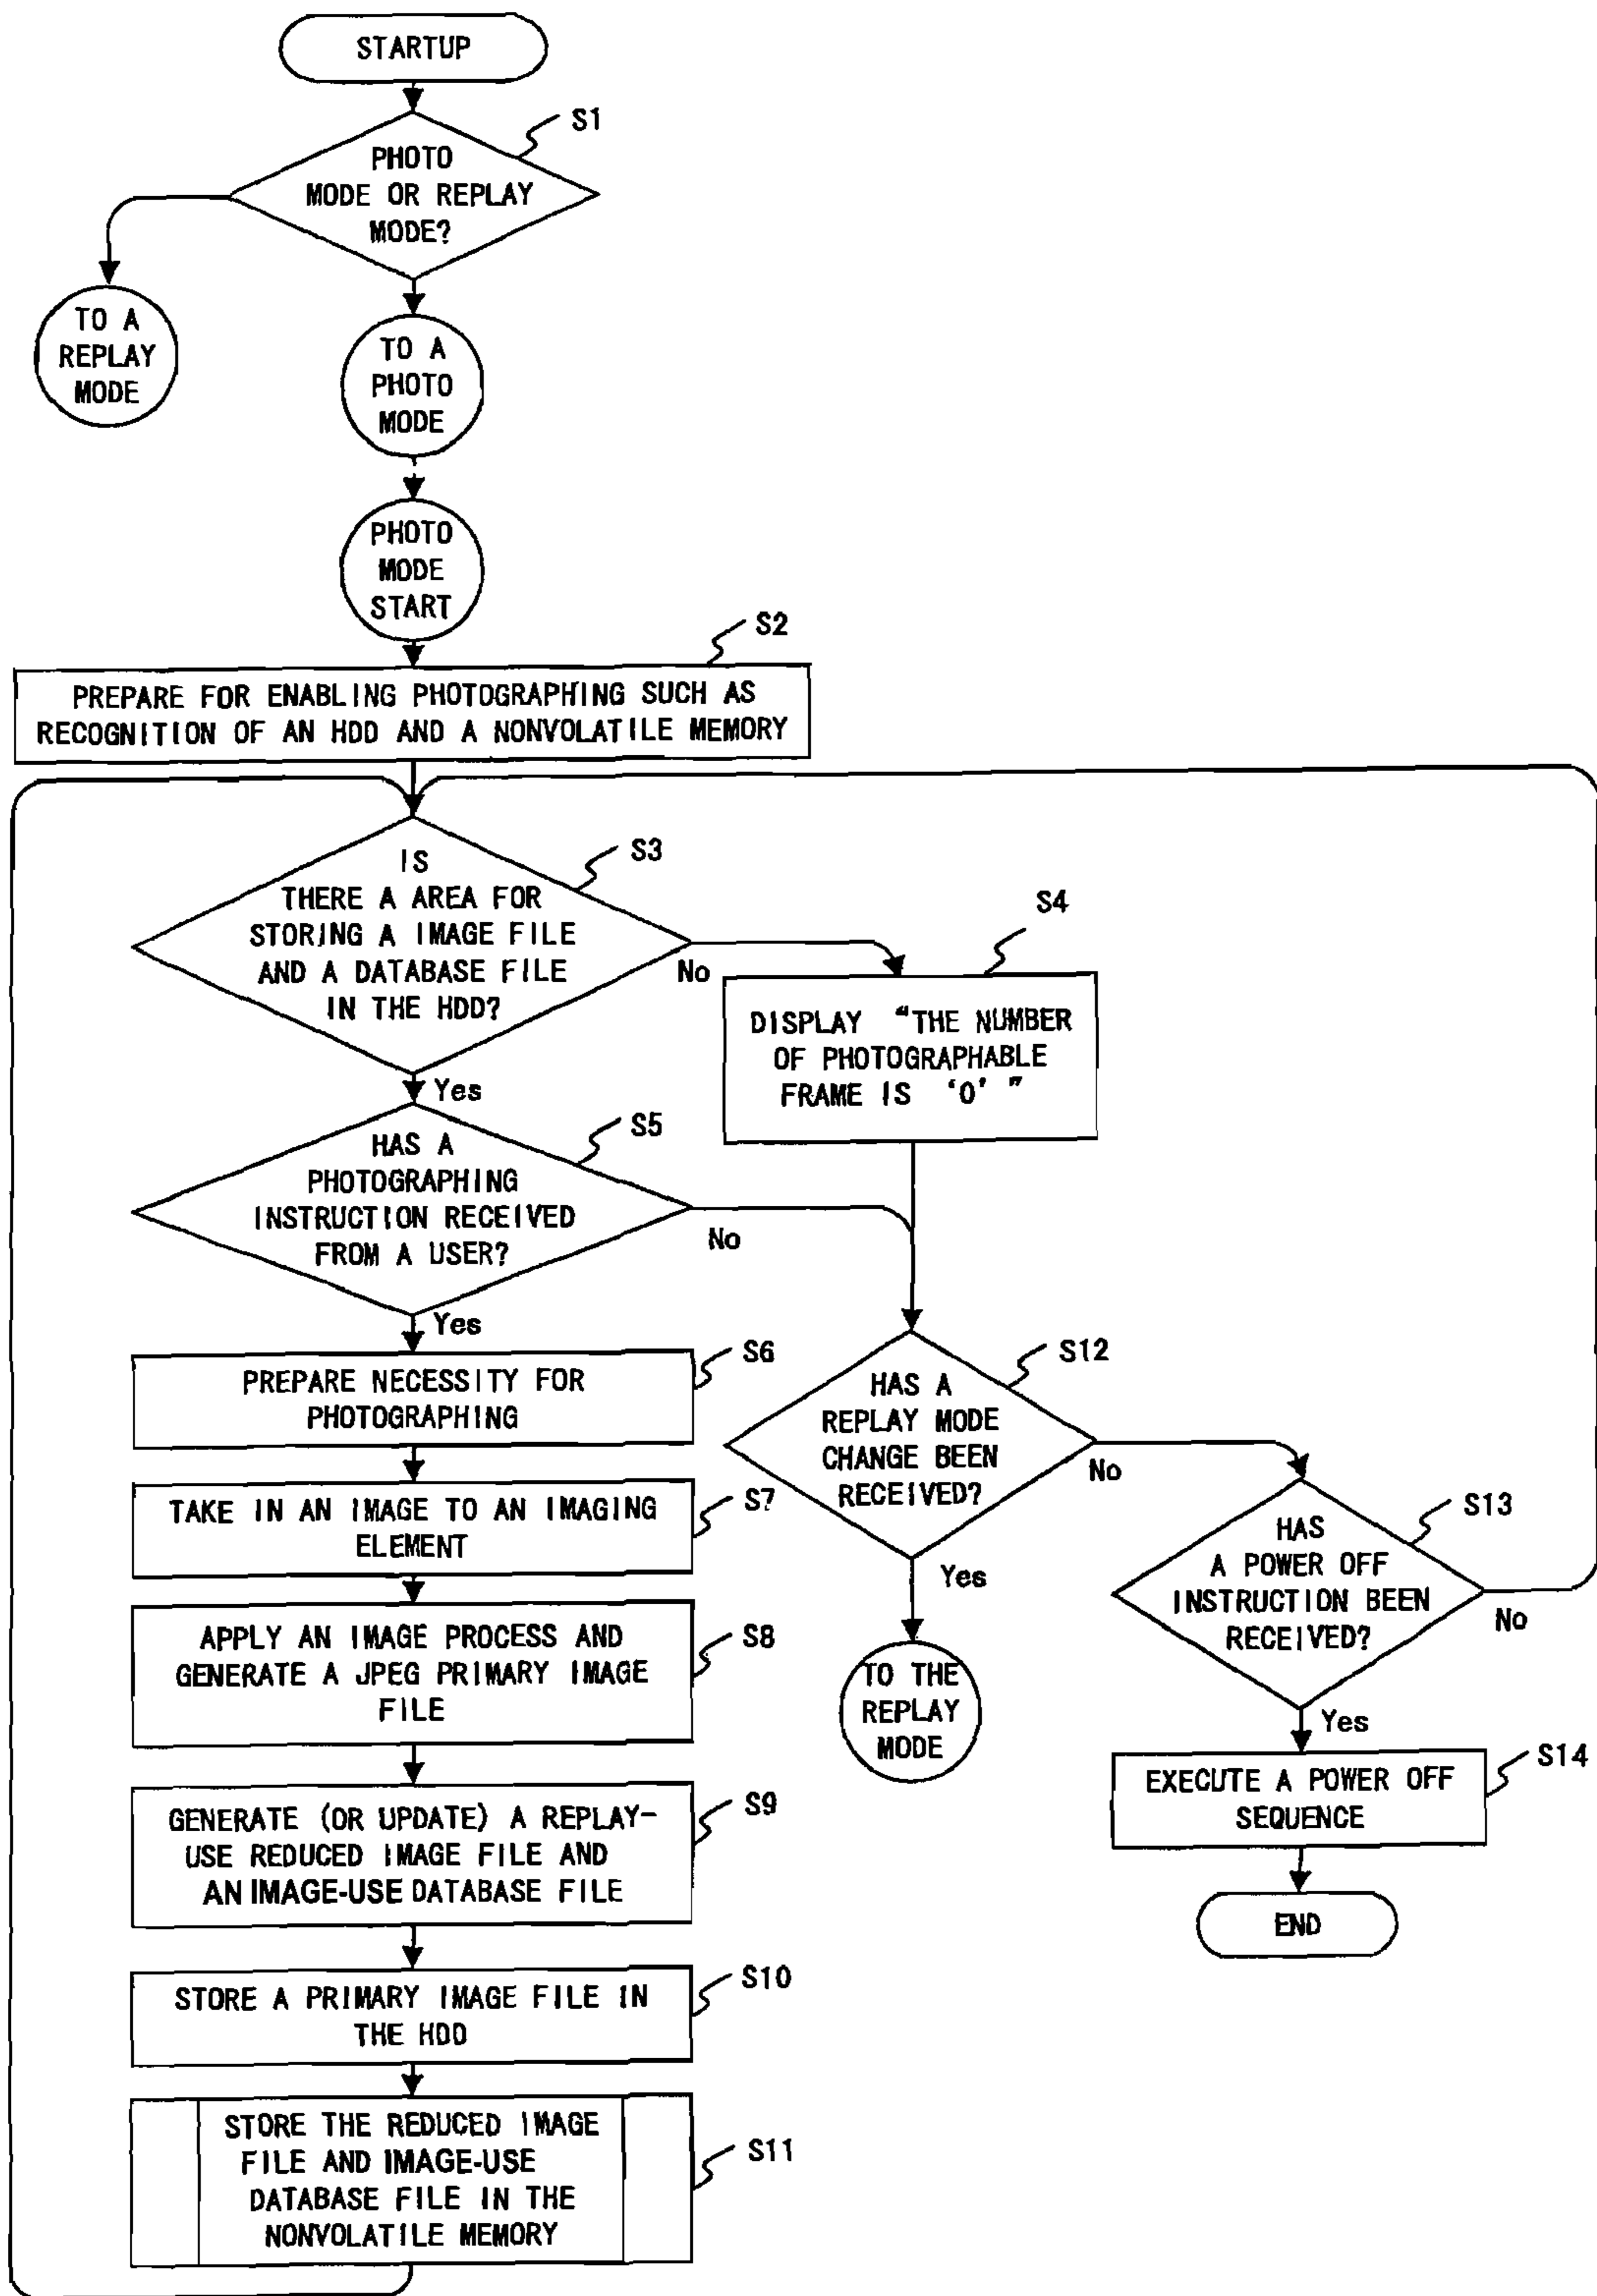 STARTUP
S1
PHOTO
MODE OR REPLAY
MODE?
TO A
REPLAY
MODE
TO A
PHOTO
MODE
PHOTO
MODE
START
S2
PREPARE FOR ENABLING PHOTOGRAPHING SUCH AS
RECOGNITION OF AN HDD AND A NONVOLATILE MEMORY
S3
IS
THERE A AREA FOR
STORING A IMAGE FILE
AND A DATABASE FILE
IN THE HDD?
No
Yes
S4
DISPLAY “THE NUMBER
OF PHOTOGRAPHABLE
FRAME IS ‘0’ ”
S5
HAS A
PHOTOGRAPHING
INSTRUCTION RECEIVED
FROM A USER?
No
Yes
S6
PREPARE NECESSITY FOR
PHOTOGRAPHING
S7
TAKE IN AN IMAGE TO AN IMAGING
ELEMENT
S8
APPLY AN IMAGE PROCESS AND
GENERATE A JPEG PRIMARY IMAGE
FILE
S9
GENERATE (OR UPDATE) A REPLAY-
USE REDUCED IMAGE FILE AND
AN IMAGE-USE DATABASE FILE
S10
STORE A PRIMARY IMAGE FILE IN
THE HDD
S11
STORE THE REDUCED IMAGE
FILE AND IMAGE-USE
DATABASE FILE IN THE
NONVOLATILE MEMORY
S12
HAS A
REPLAY MODE
CHANGE BEEN
RECEIVED?
No
Yes
TO THE
REPLAY
MODE
S13
HAS
A POWER OFF
INSTRUCTION BEEN
RECEIVED?
No
Yes
S14
EXECUTE A POWER OFF
SEQUENCE
END